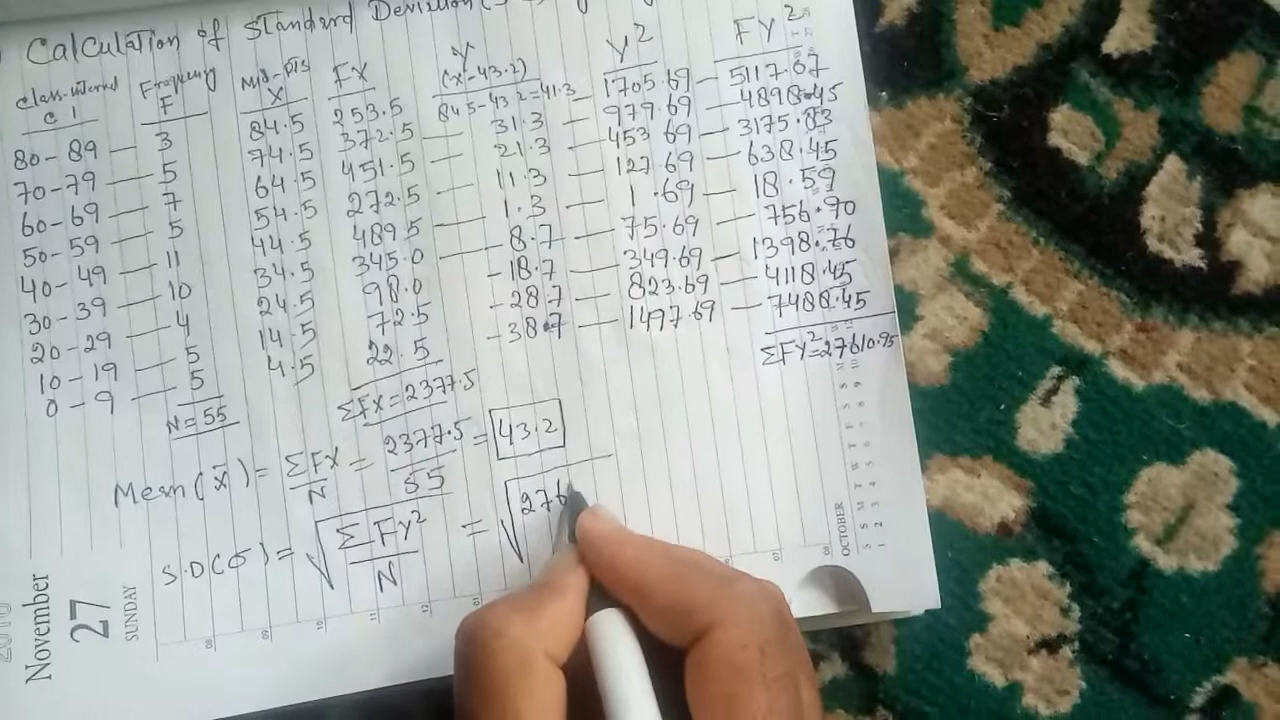 Calculation of Standard Deviation
Class-interval Frequency Mid-pts FX Y Y² FY²
C I F X (x-43.2)
80-89 — 3 84.5 253.5 84.5-43.2=41.3 — 1705.69 — 5117.07
70-79 — 5 74.5 372.5 — 31.3 — 979.69 — 4898.45
60-69 — 7 64.5 451.5 — 21.3 — 453.69 — 3175.83
50-59 — 5 54.5 272.5 — 11.3 — 127.69 — 638.45
40-49 — 11 44.5 489.5 — 1.3 — 1.69 — 18.59
30-39 — 10 34.5 345.0 — 8.7 — 75.69 — 756.90
20-29 — 4 24.5 98.0 -18.7 — 349.69 — 1398.76
10-19 — 5 14.5 72.5 -28.7 — 823.69 — 4118.45
0-9 — 5 4.5 22.5 -38.7 — 1497.69 — 7488.45
N=55 ΣFX=2377.5 ΣFY²=27610.95
Mean(x̄) = ΣFX/N = 2377.5/55 = 43.2
S.D(σ) = √ΣFY²/N = √276
November
27
SUNDAY
OCTOBER